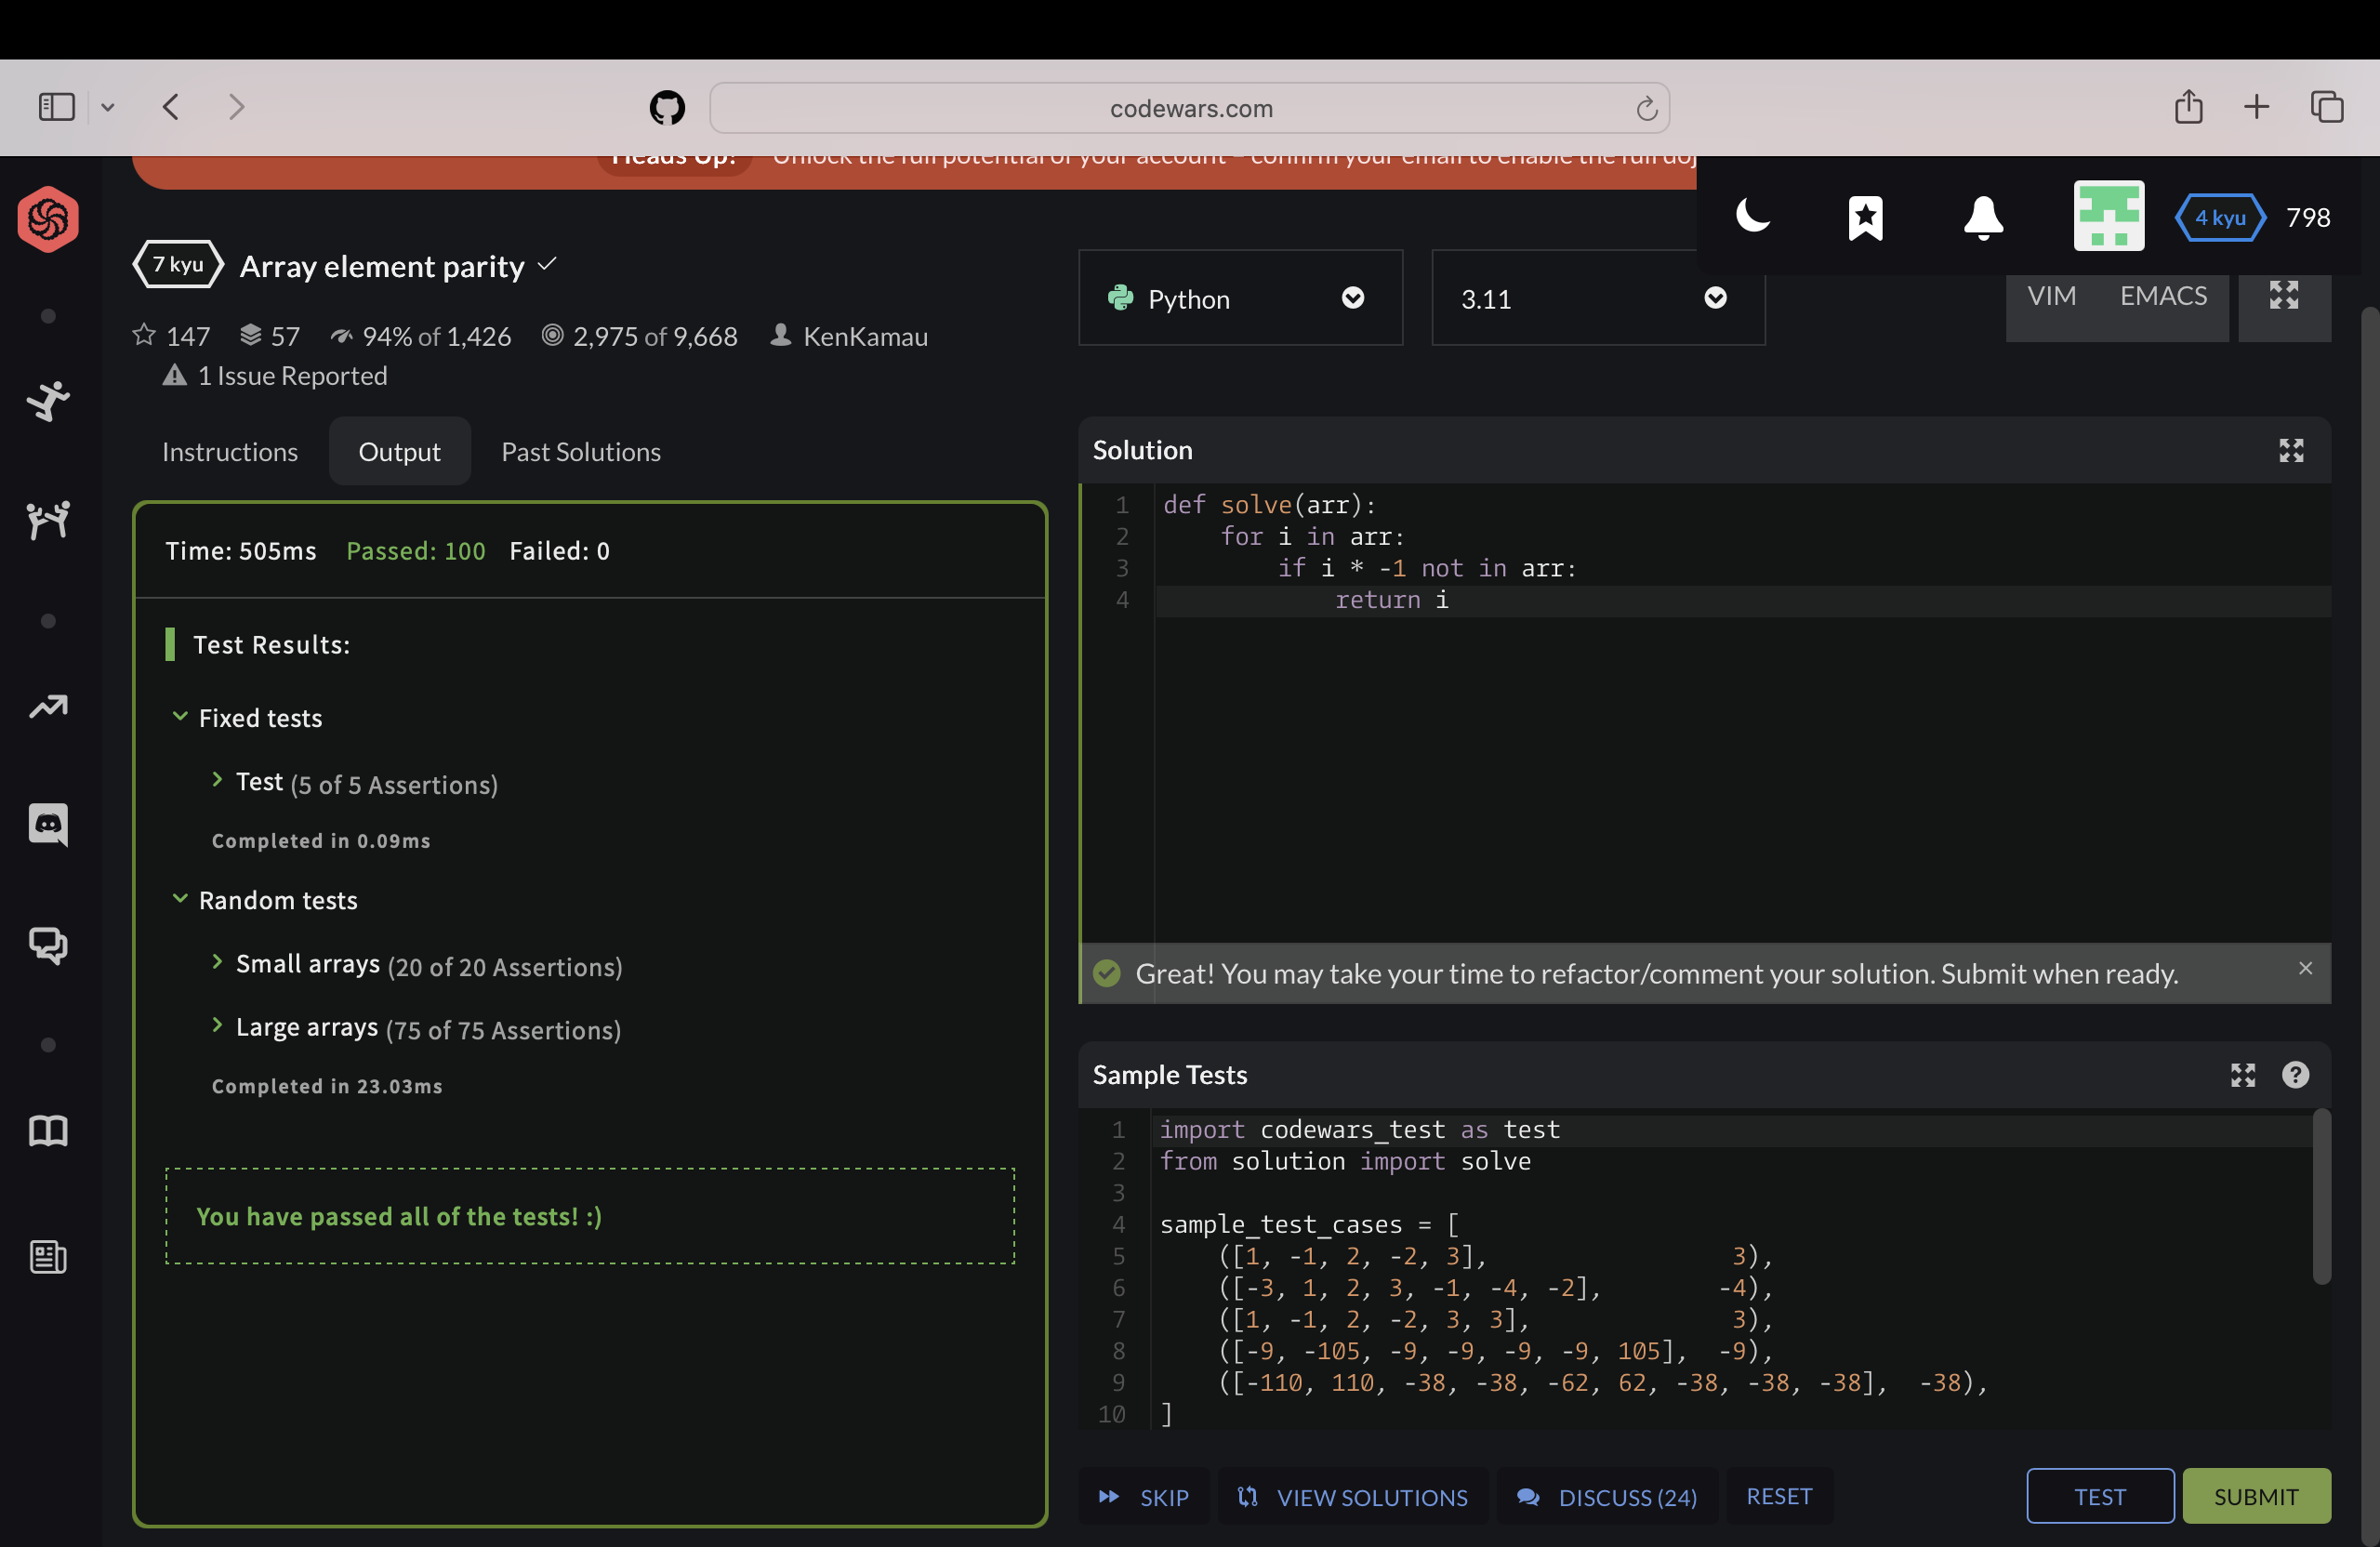 codewars.com
Heads Up! Unlock the full potential of your account – confirm your email to enable the full doj
4 kyu 798
7 kyu Array element parity
147 57 94% of 1,426 2,975 of 9,668 KenKamau
1 Issue Reported
Python
3.11
VIM EMACS
Instructions Output Past Solutions
Time: 505ms Passed: 100 Failed: 0
Test Results:
Fixed tests
Test (5 of 5 Assertions)
Completed in 0.09ms
Random tests
Small arrays (20 of 20 Assertions)
Large arrays (75 of 75 Assertions)
Completed in 23.03ms
You have passed all of the tests! :)
Solution
1 def solve(arr):
2 for i in arr:
3 if i * -1 not in arr:
4 return i
Great! You may take your time to refactor/comment your solution. Submit when ready.
Sample Tests
1 import codewars_test as test
2 from solution import solve
3
4 sample_test_cases = [
5 ([1, -1, 2, -2, 3], 3),
6 ([-3, 1, 2, 3, -1, -4, -2], -4),
7 ([1, -1, 2, -2, 3, 3], 3),
8 ([-9, -105, -9, -9, -9, -9, 105], -9),
9 ([-110, 110, -38, -38, -62, 62, -38, -38, -38], -38),
10 ]
SKIP VIEW SOLUTIONS DISCUSS (24) RESET TEST SUBMIT